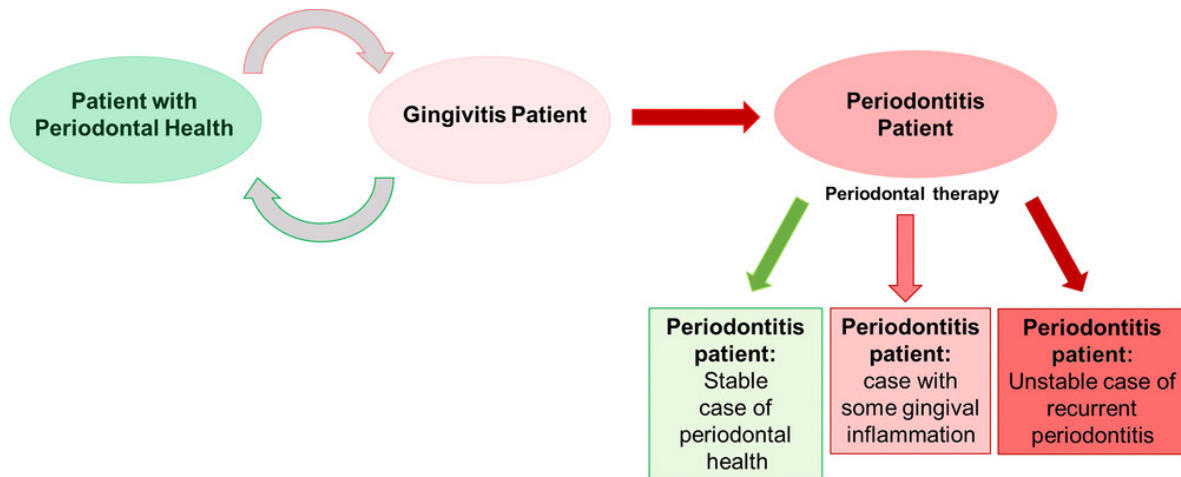 Patient with
Periodontal Health
Gingivitis Patient
Periodontitis
Patient
Periodontal therapy
Periodontitis
patient:
Stable
case of
periodontal
health
Periodontitis
patient:
case with
some gingival
inflammation
Periodontitis
patient:
Unstable case of
recurrent
periodontitis